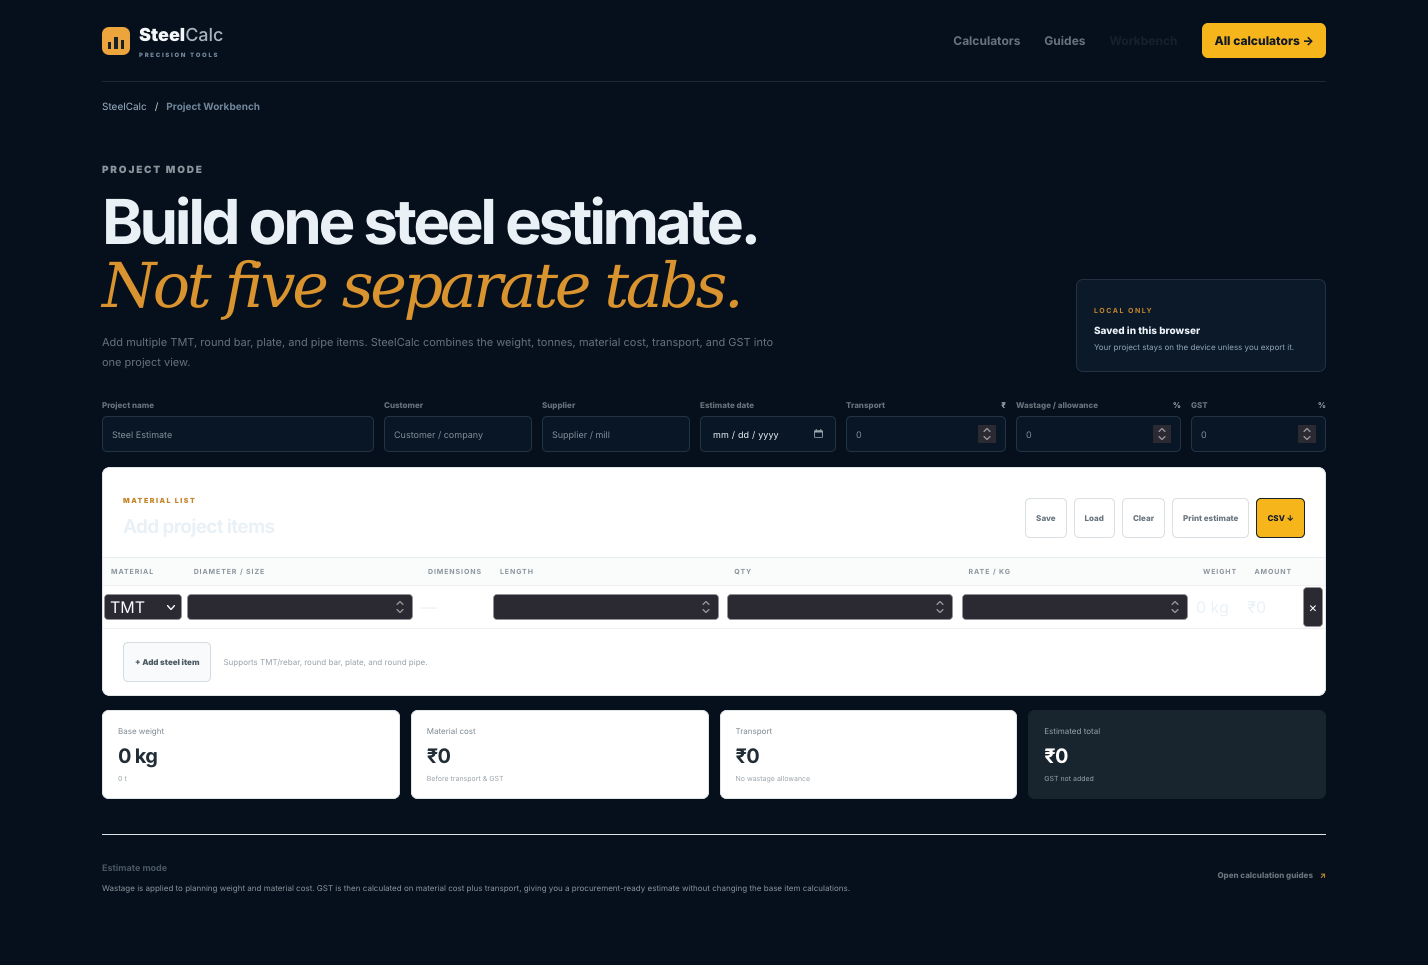 SteelCalc
PRECISION TOOLS
Calculators Guides Workbench All calculators →
SteelCalc / Project Workbench
PROJECT MODE
Build one steel estimate.
Not five separate tabs.
Add multiple TMT, round bar, plate, and pipe items. SteelCalc combines the weight, tonnes, material cost, transport, and GST into
one project view.
LOCAL ONLY
Saved in this browser
Your project stays on the device unless you export it.
Project name Customer Supplier Estimate date Transport ₹ Wastage / allowance % GST %
Steel Estimate Customer / company Supplier / mill mm / dd / yyyy 0 0 0
MATERIAL LIST
Add project items
Save Load Clear Print estimate CSV ↓
MATERIAL DIAMETER / SIZE DIMENSIONS LENGTH QTY RATE / KG WEIGHT AMOUNT
TMT — 0 kg ₹0 ×
+ Add steel item Supports TMT/rebar, round bar, plate, and round pipe.
Base weight
0 kg
0 t
Material cost
₹0
Before transport & GST
Transport
₹0
No wastage allowance
Estimated total
₹0
GST not added
Estimate mode
Wastage is applied to planning weight and material cost. GST is then calculated on material cost plus transport, giving you a procurement-ready estimate without changing the base item calculations.
Open calculation guides ↗